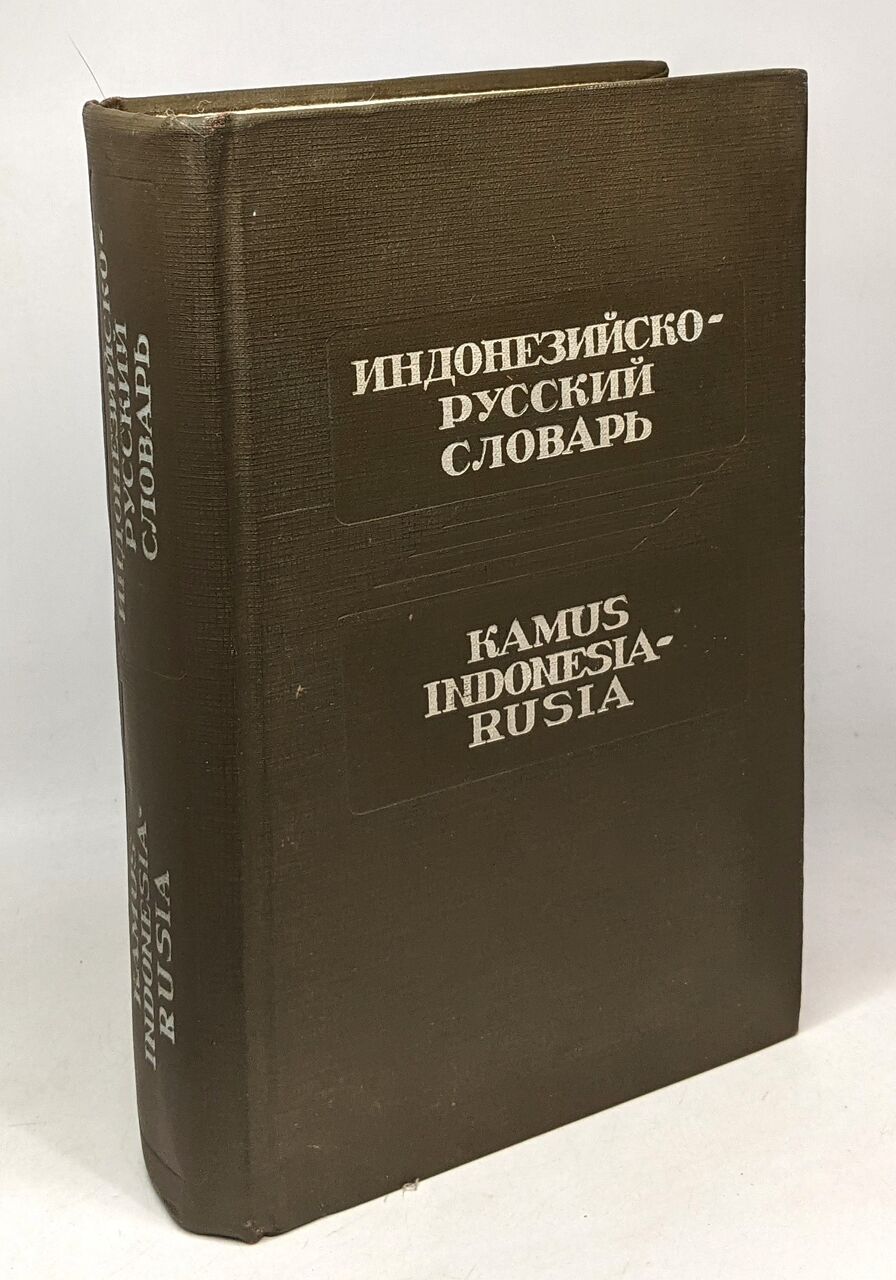 ИНДОНЕЗИЙСКО-
РУССКИЙ
СЛОВАРЬ
KAMUS
INDONESIA-
RUSIA
ИНДОНЕЗИЙСКО-
РУССКИЙ
СЛОВАРЬ
KAMUS
INDONESIA-
RUSIA